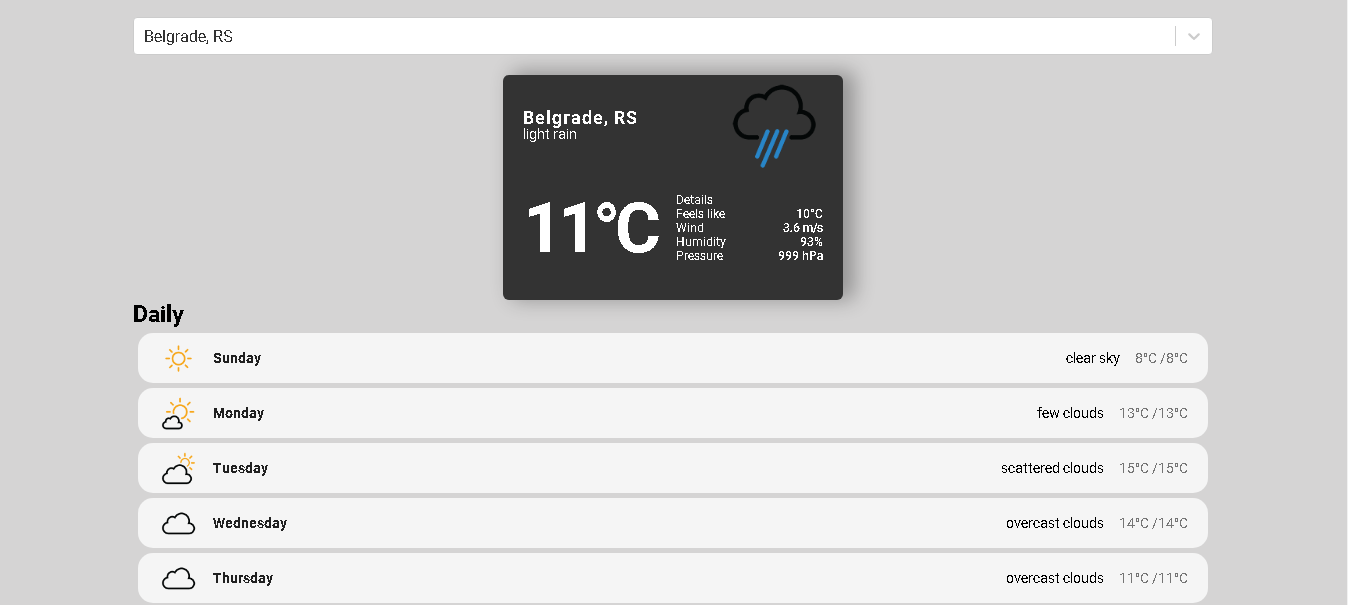 Belgrade, RS
Belgrade, RS
light rain
11°C
Details
Feels like 10°C
Wind 3.6 m/s
Humidity 93%
Pressure 999 hPa
Daily
Sunday clear sky 8°C /8°C
Monday few clouds 13°C /13°C
Tuesday scattered clouds 15°C /15°C
Wednesday overcast clouds 14°C /14°C
Thursday overcast clouds 11°C /11°C